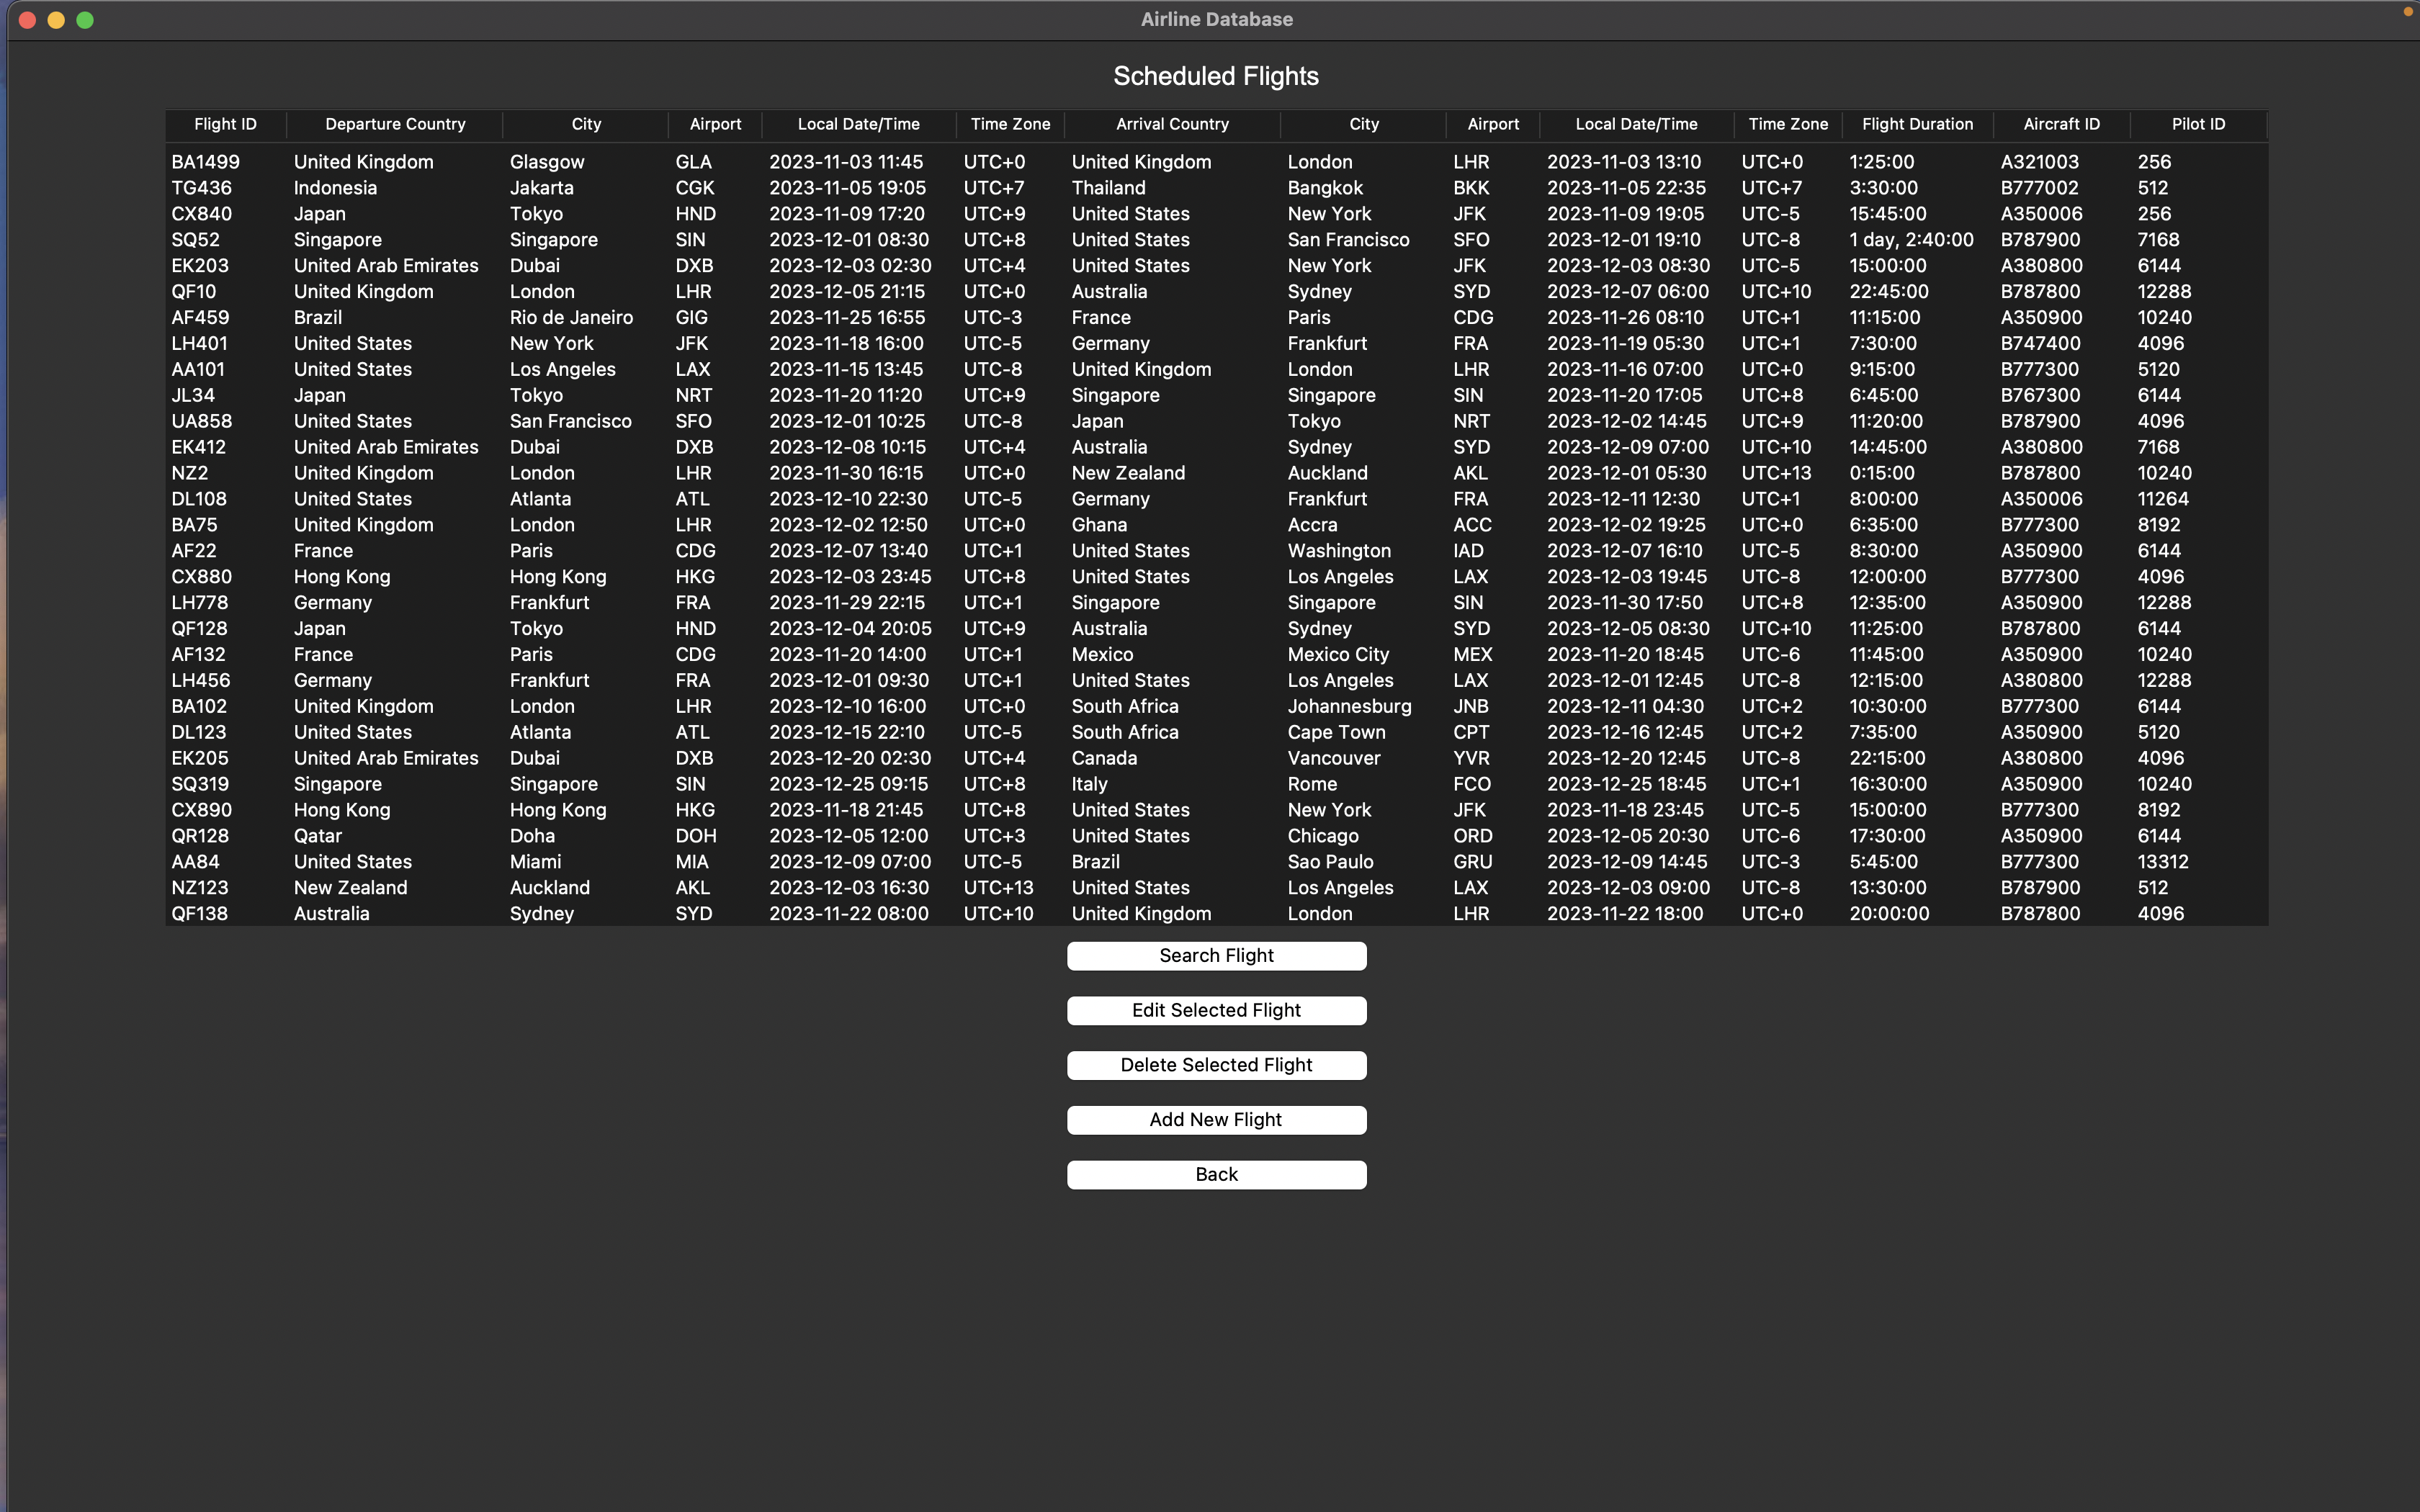 Airline Database
Scheduled Flights
Flight ID Departure Country City Airport Local Date/Time Time Zone Arrival Country City Airport Local Date/Time Time Zone Flight Duration Aircraft ID Pilot ID
BA1499 United Kingdom Glasgow GLA 2023-11-03 11:45 UTC+0 United Kingdom London LHR 2023-11-03 13:10 UTC+0 1:25:00 A321003 256
TG436 Indonesia Jakarta CGK 2023-11-05 19:05 UTC+7 Thailand Bangkok BKK 2023-11-05 22:35 UTC+7 3:30:00 B777002 512
CX840 Japan Tokyo HND 2023-11-09 17:20 UTC+9 United States New York JFK 2023-11-09 19:05 UTC-5 15:45:00 A350006 256
SQ52 Singapore Singapore SIN 2023-12-01 08:30 UTC+8 United States San Francisco SFO 2023-12-01 19:10 UTC-8 1 day, 2:40:00 B787900 7168
EK203 United Arab Emirates Dubai DXB 2023-12-03 02:30 UTC+4 United States New York JFK 2023-12-03 08:30 UTC-5 15:00:00 A380800 6144
QF10 United Kingdom London LHR 2023-12-05 21:15 UTC+0 Australia Sydney SYD 2023-12-07 06:00 UTC+10 22:45:00 B787800 12288
AF459 Brazil Rio de Janeiro GIG 2023-11-25 16:55 UTC-3 France Paris CDG 2023-11-26 08:10 UTC+1 11:15:00 A350900 10240
LH401 United States New York JFK 2023-11-18 16:00 UTC-5 Germany Frankfurt FRA 2023-11-19 05:30 UTC+1 7:30:00 B747400 4096
AA101 United States Los Angeles LAX 2023-11-15 13:45 UTC-8 United Kingdom London LHR 2023-11-16 07:00 UTC+0 9:15:00 B777300 5120
JL34 Japan Tokyo NRT 2023-11-20 11:20 UTC+9 Singapore Singapore SIN 2023-11-20 17:05 UTC+8 6:45:00 B767300 6144
UA858 United States San Francisco SFO 2023-12-01 10:25 UTC-8 Japan Tokyo NRT 2023-12-02 14:45 UTC+9 11:20:00 B787900 4096
EK412 United Arab Emirates Dubai DXB 2023-12-08 10:15 UTC+4 Australia Sydney SYD 2023-12-09 07:00 UTC+10 14:45:00 A380800 7168
NZ2 United Kingdom London LHR 2023-11-30 16:15 UTC+0 New Zealand Auckland AKL 2023-12-01 05:30 UTC+13 0:15:00 B787800 10240
DL108 United States Atlanta ATL 2023-12-10 22:30 UTC-5 Germany Frankfurt FRA 2023-12-11 12:30 UTC+1 8:00:00 A350006 11264
BA75 United Kingdom London LHR 2023-12-02 12:50 UTC+0 Ghana Accra ACC 2023-12-02 19:25 UTC+0 6:35:00 B777300 8192
AF22 France Paris CDG 2023-12-07 13:40 UTC+1 United States Washington IAD 2023-12-07 16:10 UTC-5 8:30:00 A350900 6144
CX880 Hong Kong Hong Kong HKG 2023-12-03 23:45 UTC+8 United States Los Angeles LAX 2023-12-03 19:45 UTC-8 12:00:00 B777300 4096
LH778 Germany Frankfurt FRA 2023-11-29 22:15 UTC+1 Singapore Singapore SIN 2023-11-30 17:50 UTC+8 12:35:00 A350900 12288
QF128 Japan Tokyo HND 2023-12-04 20:05 UTC+9 Australia Sydney SYD 2023-12-05 08:30 UTC+10 11:25:00 B787800 6144
AF132 France Paris CDG 2023-11-20 14:00 UTC+1 Mexico Mexico City MEX 2023-11-20 18:45 UTC-6 11:45:00 A350900 10240
LH456 Germany Frankfurt FRA 2023-12-01 09:30 UTC+1 United States Los Angeles LAX 2023-12-01 12:45 UTC-8 12:15:00 A380800 12288
BA102 United Kingdom London LHR 2023-12-10 16:00 UTC+0 South Africa Johannesburg JNB 2023-12-11 04:30 UTC+2 10:30:00 B777300 6144
DL123 United States Atlanta ATL 2023-12-15 22:10 UTC-5 South Africa Cape Town CPT 2023-12-16 12:45 UTC+2 7:35:00 A350900 5120
EK205 United Arab Emirates Dubai DXB 2023-12-20 02:30 UTC+4 Canada Vancouver YVR 2023-12-20 12:45 UTC-8 22:15:00 A380800 4096
SQ319 Singapore Singapore SIN 2023-12-25 09:15 UTC+8 Italy Rome FCO 2023-12-25 18:45 UTC+1 16:30:00 A350900 10240
CX890 Hong Kong Hong Kong HKG 2023-11-18 21:45 UTC+8 United States New York JFK 2023-11-18 23:45 UTC-5 15:00:00 B777300 8192
QR128 Qatar Doha DOH 2023-12-05 12:00 UTC+3 United States Chicago ORD 2023-12-05 20:30 UTC-6 17:30:00 A350900 6144
AA84 United States Miami MIA 2023-12-09 07:00 UTC-5 Brazil Sao Paulo GRU 2023-12-09 14:45 UTC-3 5:45:00 B777300 13312
NZ123 New Zealand Auckland AKL 2023-12-03 16:30 UTC+13 United States Los Angeles LAX 2023-12-03 09:00 UTC-8 13:30:00 B787900 512
QF138 Australia Sydney SYD 2023-11-22 08:00 UTC+10 United Kingdom London LHR 2023-11-22 18:00 UTC+0 20:00:00 B787800 4096
Search Flight
Edit Selected Flight
Delete Selected Flight
Add New Flight
Back